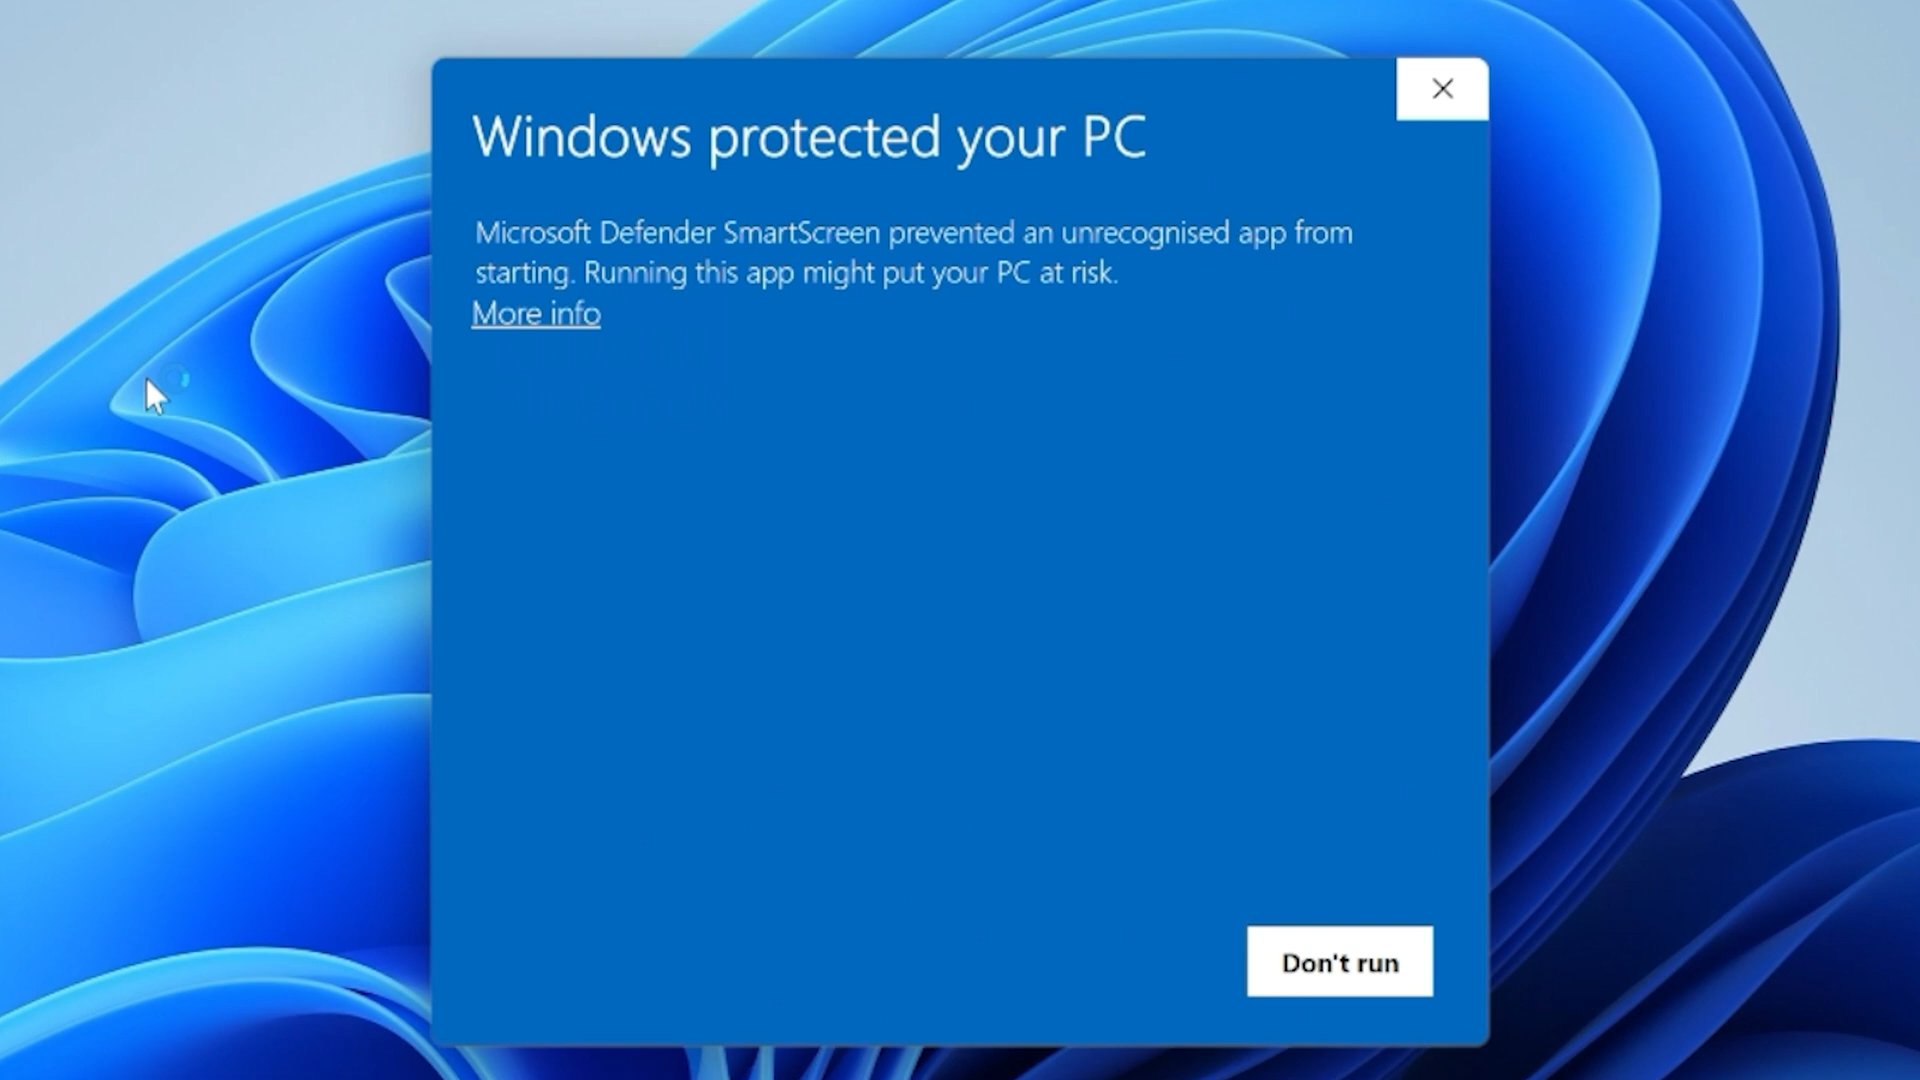 Windows protected your PC
Microsoft Defender SmartScreen prevented an unrecognised app from
starting. Running this app might put your PC at risk.
More info
Don't run